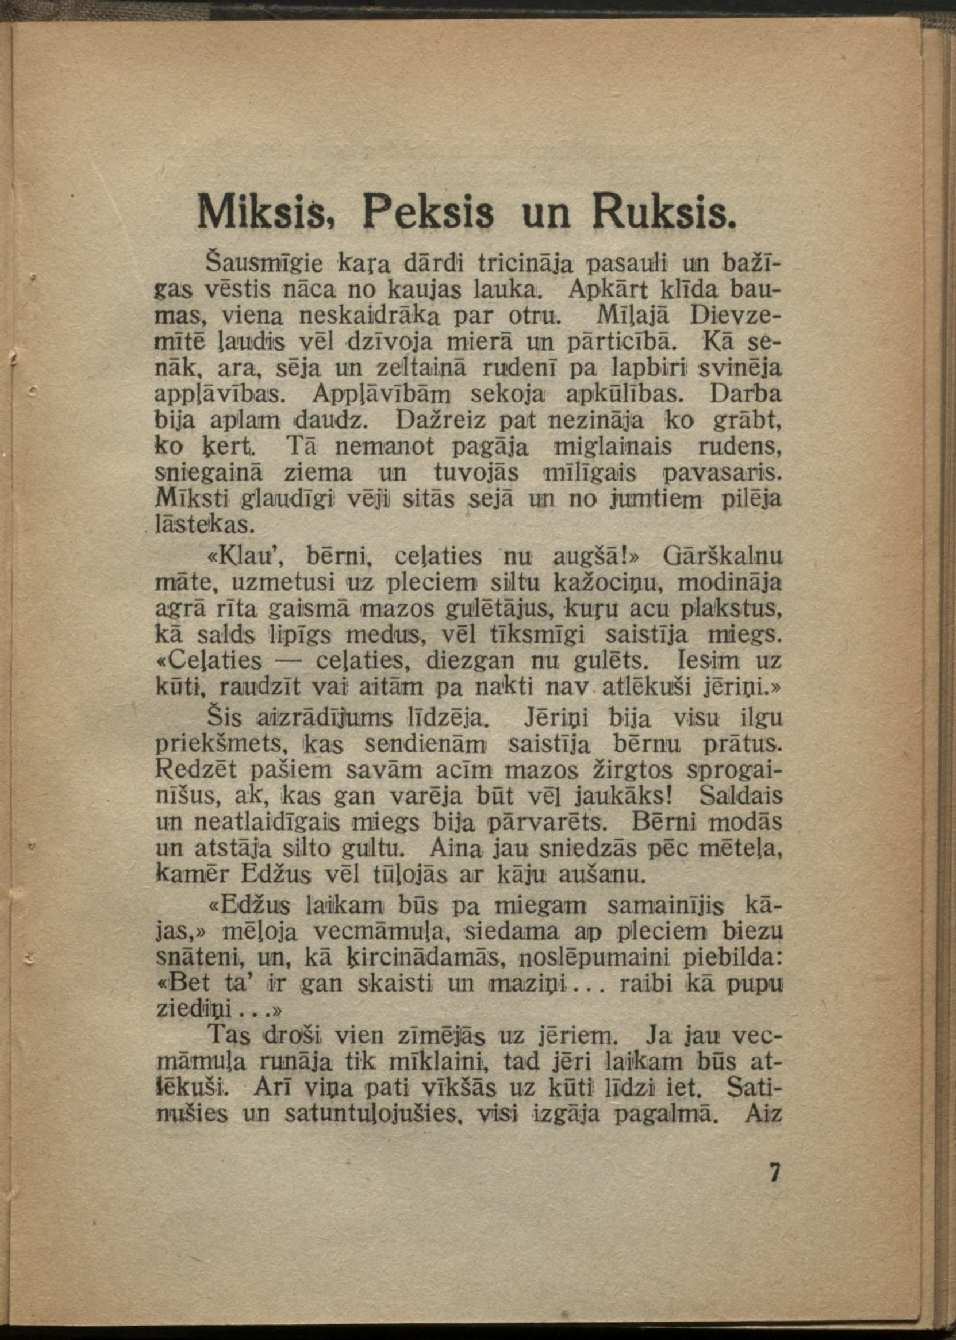 Miksis, Peksis un Ruksis.
Šausmīgie kaŗa dārdi tricināja pasauli un bažī-
gas vēstis nāca no kaujas lauka. Apkārt klīda bau-
mas, viena neskaidrāka par otru. Mīļajā Dievze-
mītē ļaudis vēl dzīvoja mierā un pārticībā. Kā se-
nāk, ara, sēja un zeltainā rudenī pa lapbiri svinēja
appļāvības. Appļāvībām sekoja apkūlības. Darba
bija aplam daudz. Dažreiz pat nezināja ko grābt,
ko ķert. Tā nemanot pagāja miglainais rudens,
sniegainā ziema un tuvojās mīlīgais pavasaris.
Mīksti glaudīgi vēji sitās sejā un no jumtiem pilēja
lāstekas.
«Klau’, bērni, ceļaties nu augšā!» Gārškalnu
māte, uzmetusi uz pleciem siltu kažociņu, modināja
agrā rīta gaismā mazos gulētājus, kuŗu acu plakstus,
kā salds lipīgs medus, vēl tīksmīgi saistīja miegs.
«Ceļaties — ceļaties, diezgan nu gulēts. Iesim uz
kūti, raudzīt vai aitām pa nakti nav atlēkuši jēriņi.»
Šis aizrādījums līdzēja. Jēriņi bija visu ilgu
priekšmets, kas sendienām saistīja bērnu prātus.
Redzēt pašiem savām acīm mazos žirgtos sprogai-
nīšus, ak, kas gan varēja būt vēl jaukāks! Saldais
un neatlaidīgais miegs bija pārvarēts. Bērni modās
un atstāja silto gultu. Aina jau sniedzās pēc mēteļa,
kamēr Edžus vēl tūļojās ar kāju aušanu.
«Edžus laikam būs pa miegam samainījis kā-
jas,» mēļoja vecmāmuļa, siedama ap pleciem biezu
snāteni, un, kā ķircinādamās, noslēpumaini piebilda:
«Bet ta’ ir gan skaisti un maziņi... raibi kā pupu
ziediņi...»
Tas droši vien zīmējās uz jēriem. Ja jau vec-
māmuļa runāja tik mīklaini, tad jēri laikam būs at-
lēkuši. Arī viņa pati vīkšās uz kūti līdzi iet. Sati-
nušies un satuntuļojušies, visi izgāja pagalmā. Aiz
7